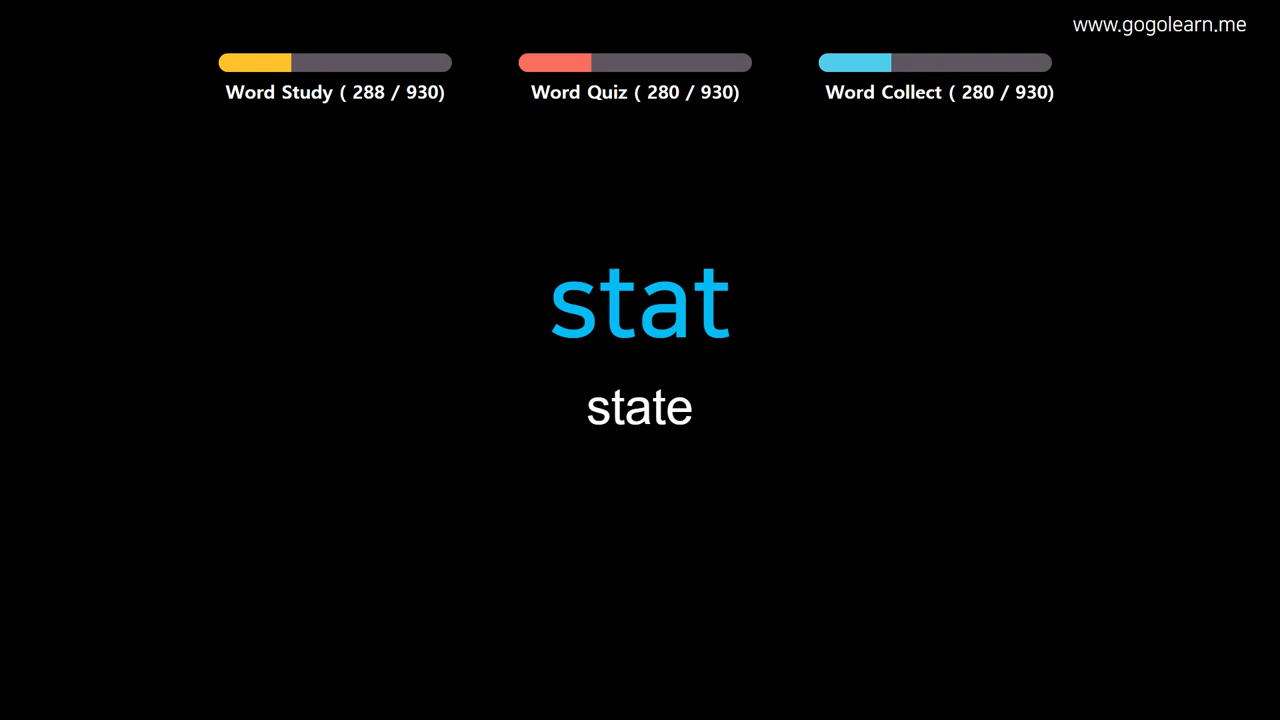 www.gogolearn.me
Word Study ( 288 / 930)
Word Quiz ( 280 / 930)
Word Collect ( 280 / 930)
stat
state